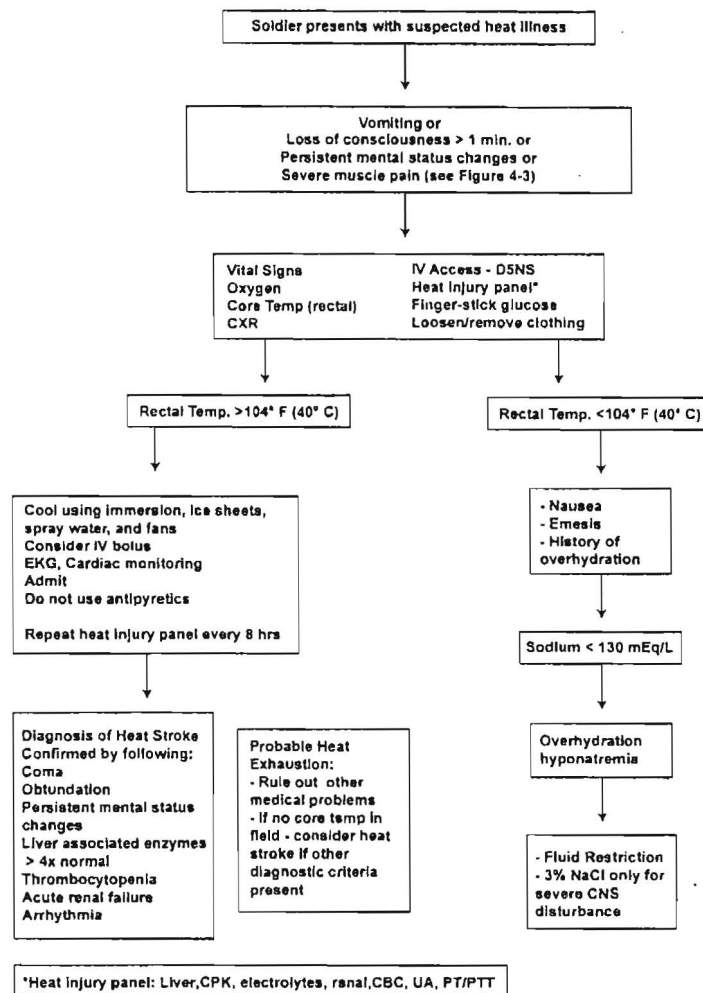 Soldier presents with suspected heat illness
Vomiting or
Loss of consciousness > 1 min. or
Persistent mental status changes or
Severe muscle pain (see Figure 4-3)
Vital Signs
Oxygen
Core Temp (rectal)
CXR
IV Access - D5NS
Heat injury panel*
Finger-stick glucose
Loosen/remove clothing
Rectal Temp. >104° F (40° C)
Rectal Temp. <104° F (40° C)
Cool using immersion, ice sheets,
spray water, and fans
Consider IV bolus
EKG, Cardiac monitoring
Admit
Do not use antipyretics
Repeat heat injury panel every 8 hrs
- Nausea
- Emesis
- History of
overhydration
Sodium < 130 mEq/L
Diagnosis of Heat Stroke
Confirmed by following:
Coma
Obtundation
Persistent mental status
changes
Liver associated enzymes
> 4x normal
Thrombocytopenia
Acute renal failure
Arrhythmia
Probable Heat
Exhaustion:
- Rule out other
medical problems
- If no core temp in
field - consider heat
stroke if other
diagnostic criteria
present
Overhydration
hyponatremia
- Fluid Restriction
- 3% NaCl only for
severe CNS
disturbance
*Heat injury panel: Liver,CPK, electrolytes, renal,CBC, UA, PT/PTT